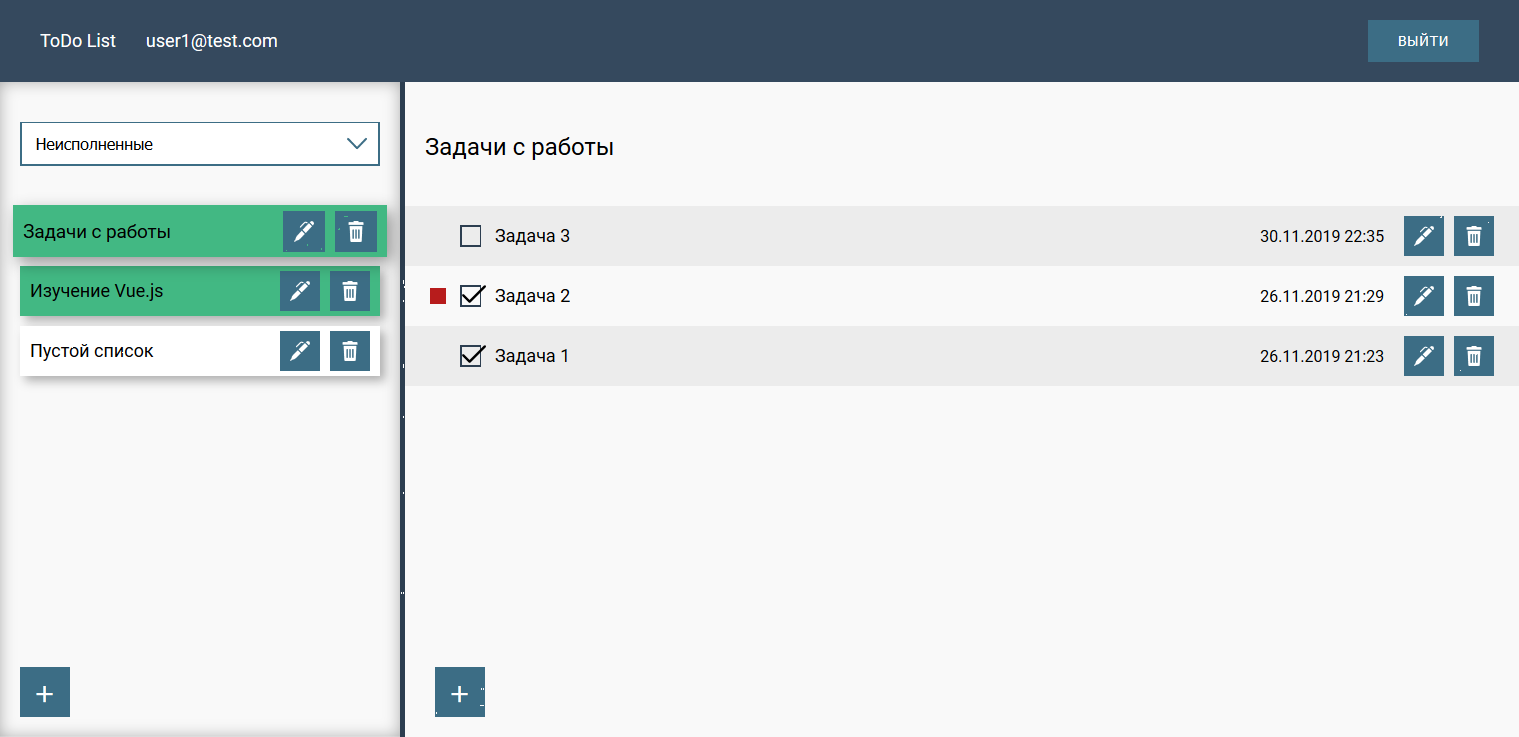 ToDo List user1@test.com ВЫЙТИ
Неисполненные
Задачи с работы
Изучение Vue.js
Пустой список
Задачи с работы
Задача 3 30.11.2019 22:35
Задача 2 26.11.2019 21:29
Задача 1 26.11.2019 21:23